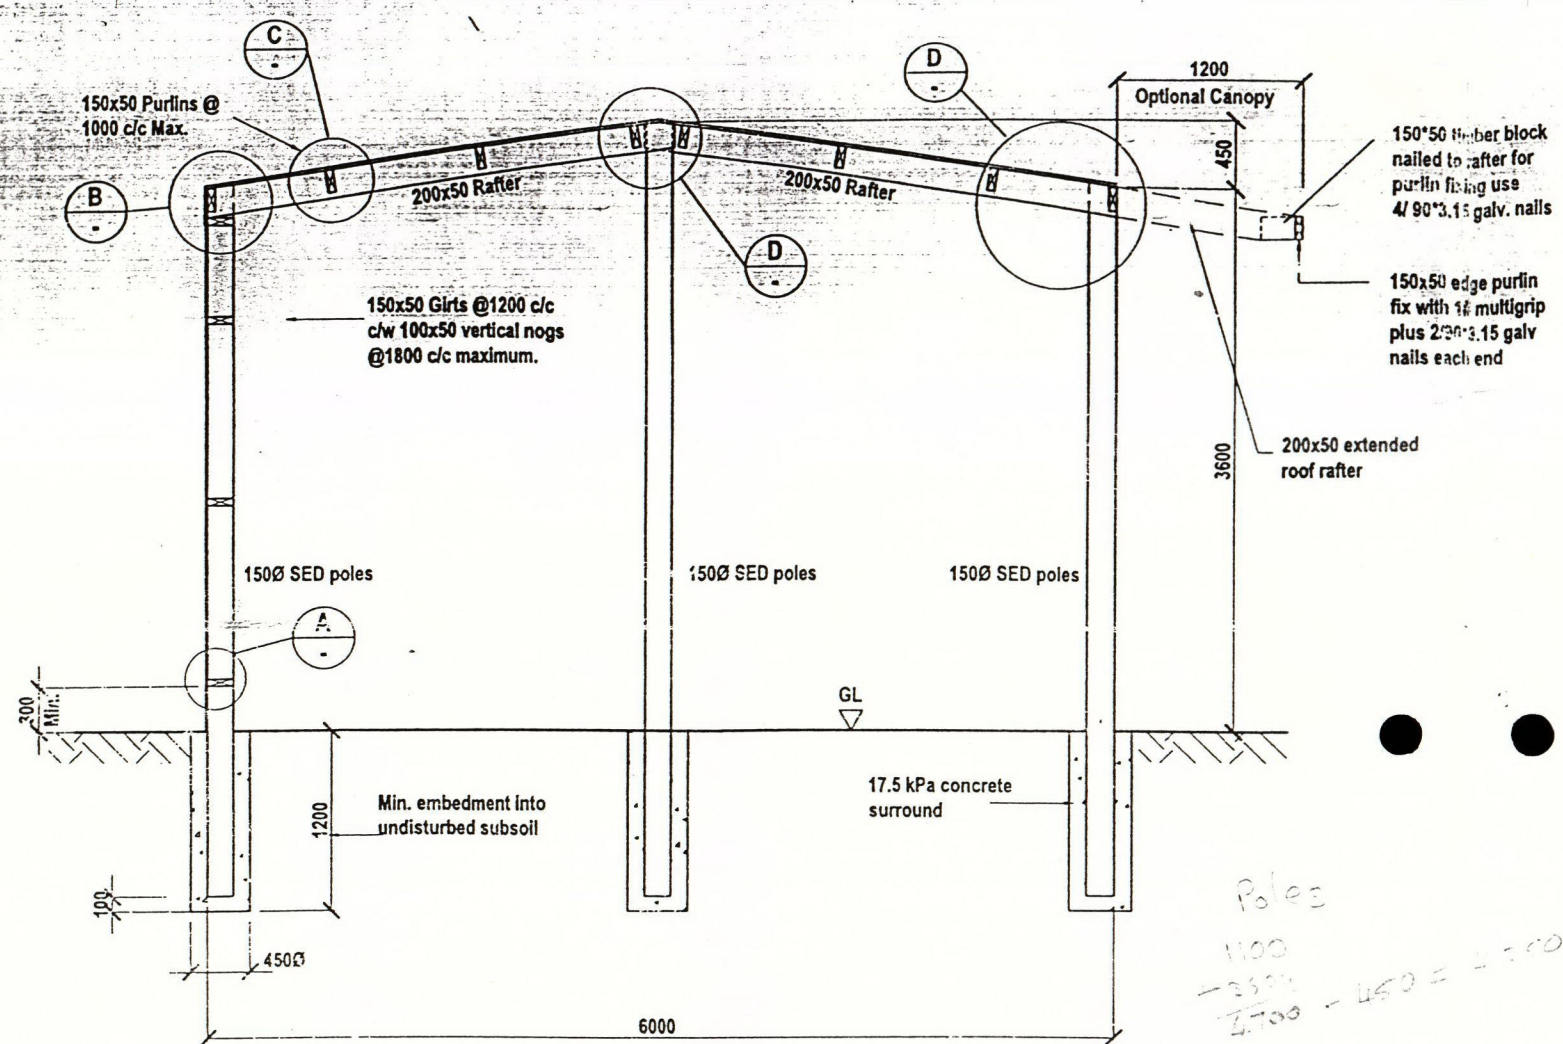 C
-
D
-
1200
Optional Canopy
150x50 Purlins @
1000 c/c Max.
150*50 timber block
nailed to rafter for
purlin fixing use
4/ 90*3.15 galv. nails
450
B
-
200x50 Rafter
200x50 Rafter
D
-
150x50 edge purlin
fix with 1# multigrip
plus 2/90*3.15 galv
nails each end
150x50 Girts @1200 c/c
c/w 100x50 vertical nogs
@1800 c/c maximum.
200x50 extended
roof rafter
3600
150Ø SED poles
150Ø SED poles
150Ø SED poles
A
-
300
Min.
GL
1200
Min. embedment into
undisturbed subsoil
17.5 kPa concrete
surround
100
450Ø
6000
Poles
1100
4700 - 450 =